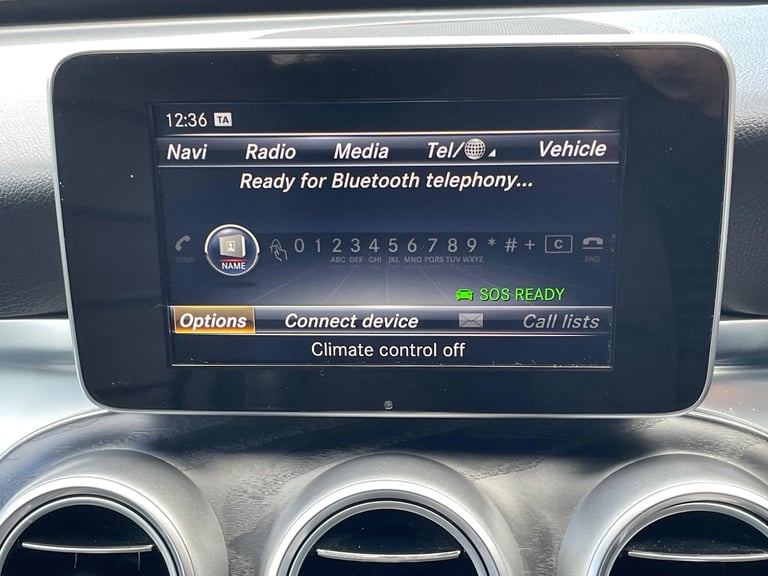 12:36 TA
Navi Radio Media Tel/ Vehicle
Ready for Bluetooth telephony...
SEND NAME 0 1 2 3 4 5 6 7 8 9 * # + C END
ABC DEF GHI JKL MNO PQRS TUV WXYZ
SOS READY
Options Connect device Call lists
Climate control off